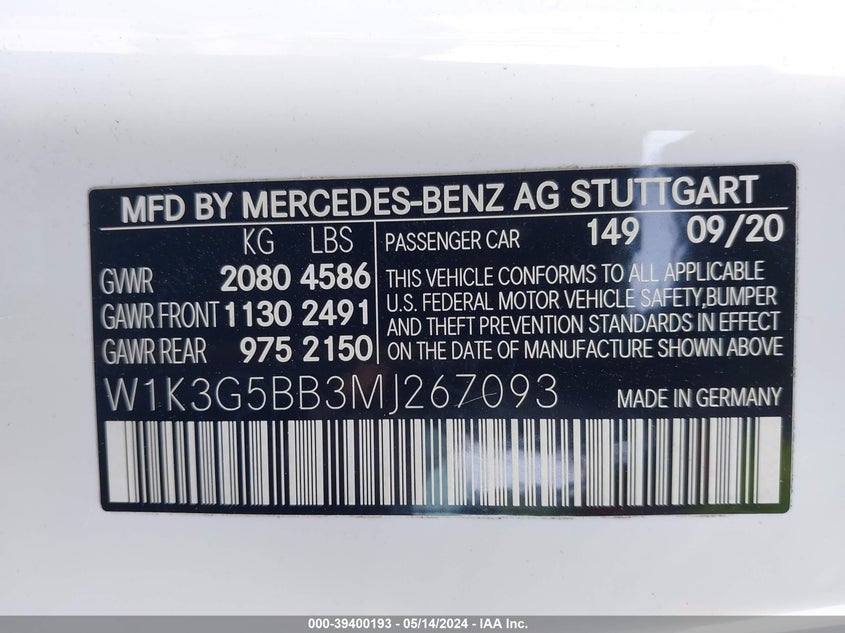 MFD BY MERCEDES-BENZ AG STUTTGART
KG LBS
GVWR 2080 4586
GAWR FRONT 1130 2491
GAWR REAR 975 2150
PASSENGER CAR 149 09/20
THIS VEHICLE CONFORMS TO ALL APPLICABLE
U.S. FEDERAL MOTOR VEHICLE SAFETY, BUMPER
AND THEFT PREVENTION STANDARDS IN EFFECT
ON THE DATE OF MANUFACTURE SHOWN ABOVE
W1K3G5BB3MJ267093
MADE IN GERMANY
000-39400193 - 05/14/2024 - IAA Inc.